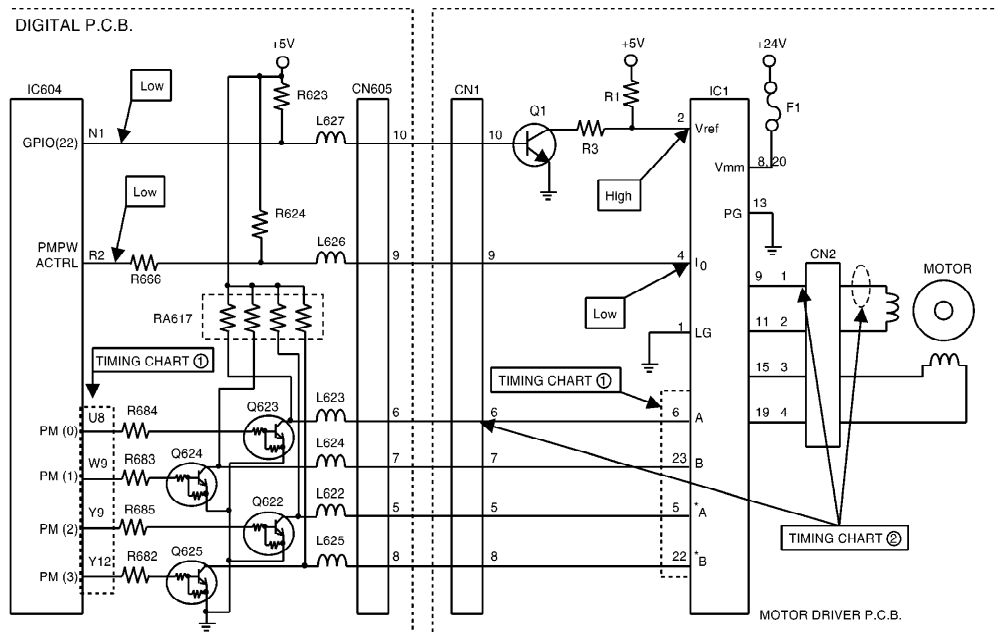 DIGITAL P.C.B.
+5V
+5V
+24V
IC604
Low
R623
CN605
CN1
Q1
R1
IC1
F1
GPIO(22)
N1
L627
10
10
R3
2
Vref
Vmm
8, 20
High
Low
R624
PG
13
PMPW
ACTRL
R2
R666
L626
9
9
4
I0
CN2
MOTOR
9
1
RA617
Low
1
LG
11
2
TIMING CHART ①
TIMING CHART ①
15
3
U8
R684
Q623
L623
6
6
6
A
19
4
PM (0)
W9
R683
Q624
L624
7
7
23
B
PM (1)
Y9
R685
Q622
L622
5
5
5
*A
PM (2)
TIMING CHART ②
Y12
R682
Q625
L625
8
8
22
*B
PM (3)
MOTOR DRIVER P.C.B.